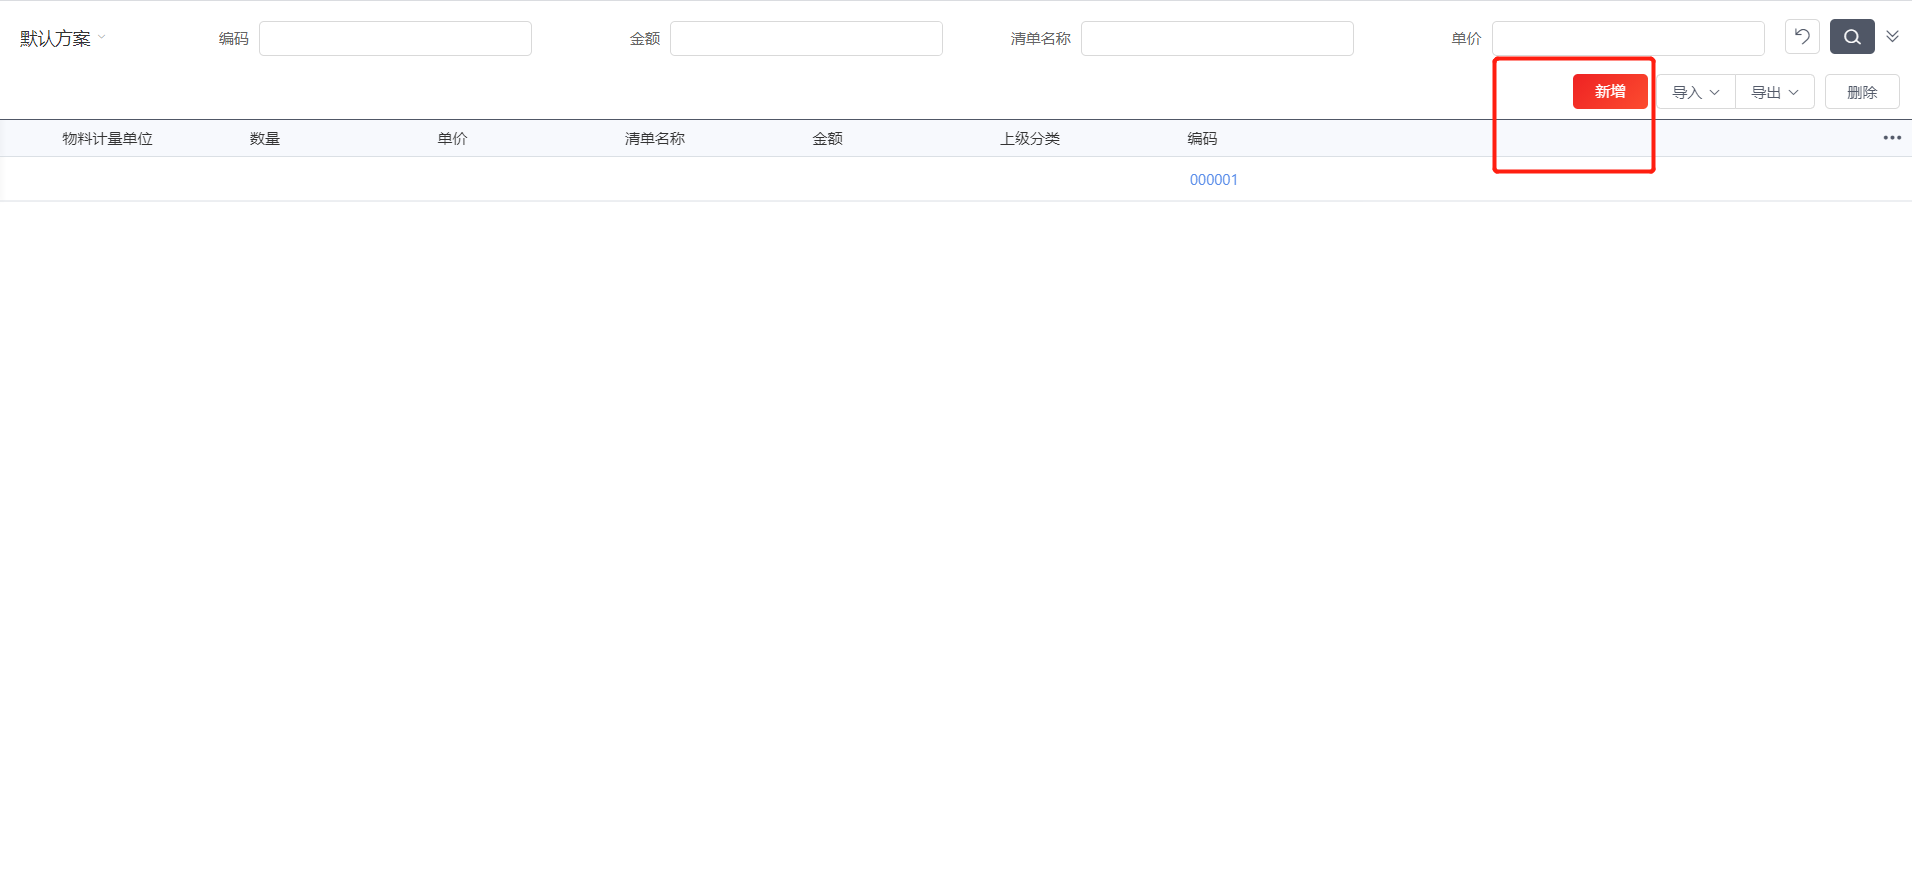 默认方案 编码 金额 清单名称 单价
新增 导入 导出 删除
物料计量单位 数量 单价 清单名称 金额 上级分类 编码
000001